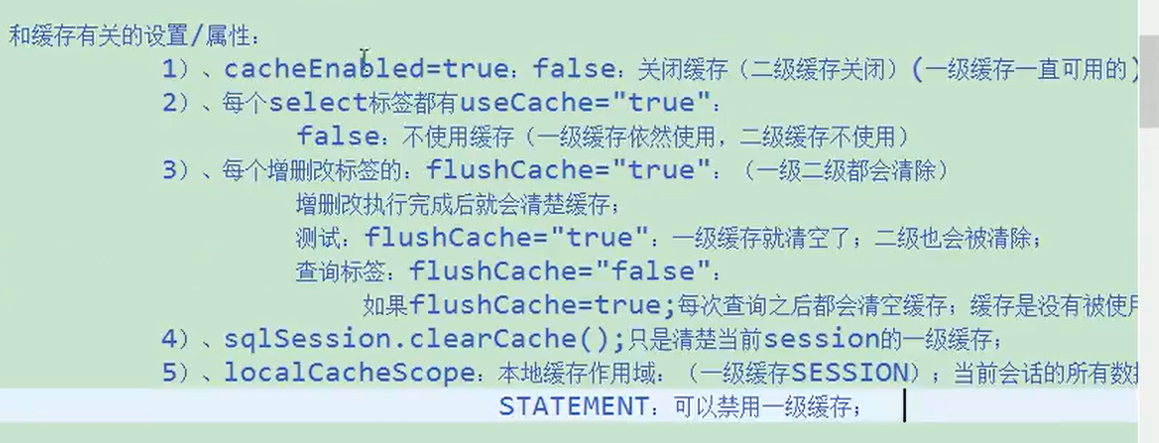 和缓存有关的设置/属性：
1）、cacheEnabled=true：false：关闭缓存（二级缓存关闭）(一级缓存一直可用的)
2）、每个select标签都有useCache="true"：
false：不使用缓存（一级缓存依然使用，二级缓存不使用）
3）、每个增删改标签的：flushCache="true"：（一级二级都会清除）
增删改执行完成后就会清楚缓存；
测试：flushCache="true"：一级缓存就清空了；二级也会被清除；
查询标签：flushCache="false"：
如果flushCache=true;每次查询之后都会清空缓存；缓存是没有被使用
4）、sqlSession.clearCache();只是清楚当前session的一级缓存；
5）、localCacheScope：本地缓存作用域：（一级缓存SESSION）；当前会话的所有数据
STATEMENT：可以禁用一级缓存；